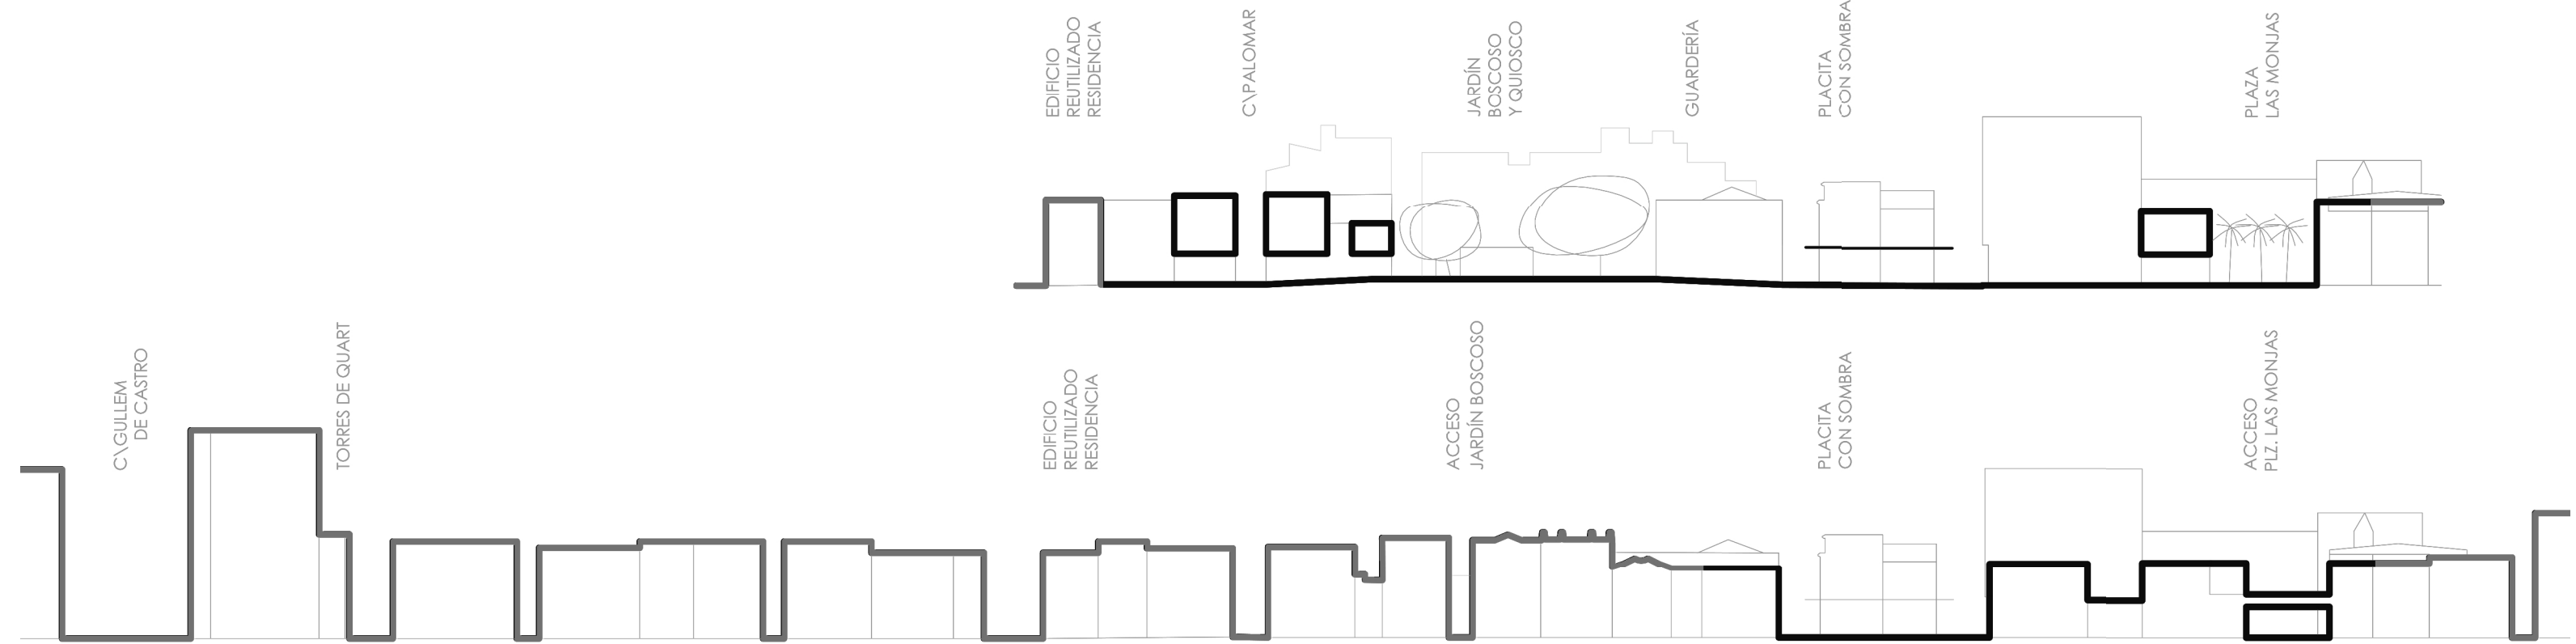 EDIFICIO
REUTILIZADO
RESIDENCIA
C\PALOMAR
JARDÍN
BOSCOSO
Y QUIOSCO
GUARDERÍA
PLACITA
CON SOMBRA
PLAZA
LAS MONJAS
C\GULLEM
DE CASTRO
TORRES DE QUART
EDIFICIO
REUTILIZADO
RESIDENCIA
ACCESO
JARDÍN BOSCOSO
PLACITA
CON SOMBRA
ACCESO
PLZ. LAS MONJAS